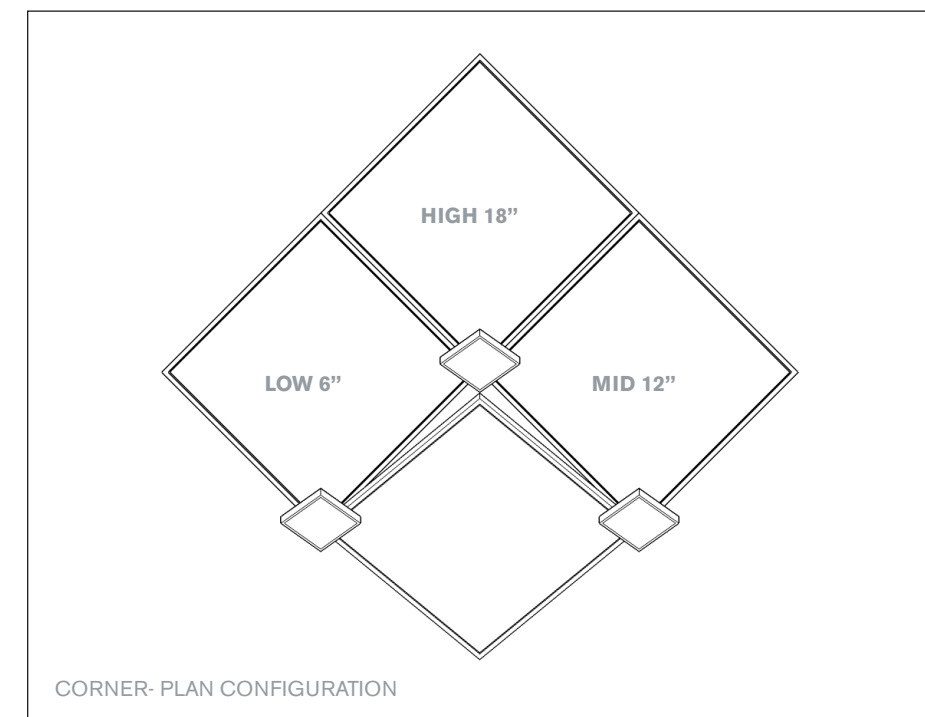 HIGH 18”
LOW 6”
MID 12”
CORNER- PLAN CONFIGURATION